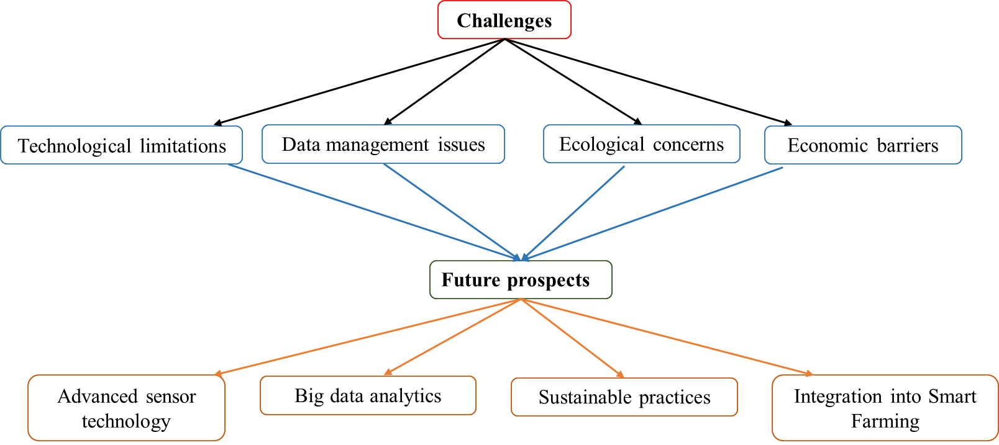 Challenges
Technological limitations
Data management issues
Ecological concerns
Economic barriers
Future prospects
Advanced sensor
technology
Big data analytics
Sustainable practices
Integration into Smart
Farming